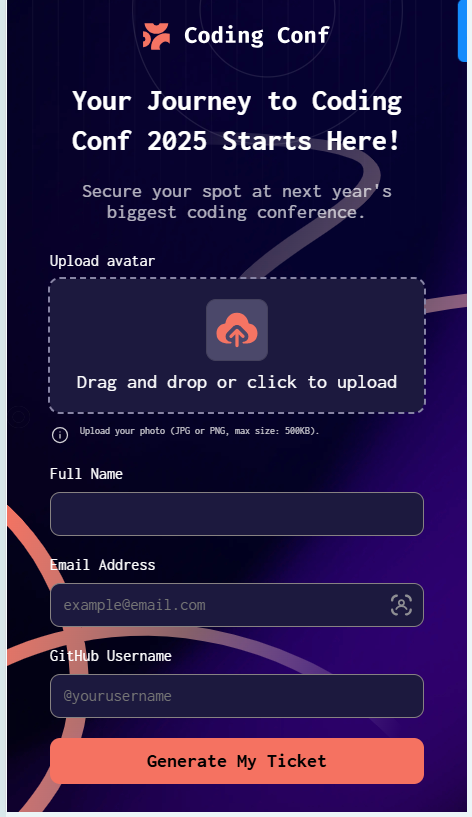 Coding Conf
Your Journey to Coding
Conf 2025 Starts Here!
Secure your spot at next year's
biggest coding conference.
Upload avatar
Drag and drop or click to upload
Upload your photo (JPG or PNG, max size: 500KB).
Full Name
Email Address
example@email.com
GitHub Username
@yourusername
Generate My Ticket